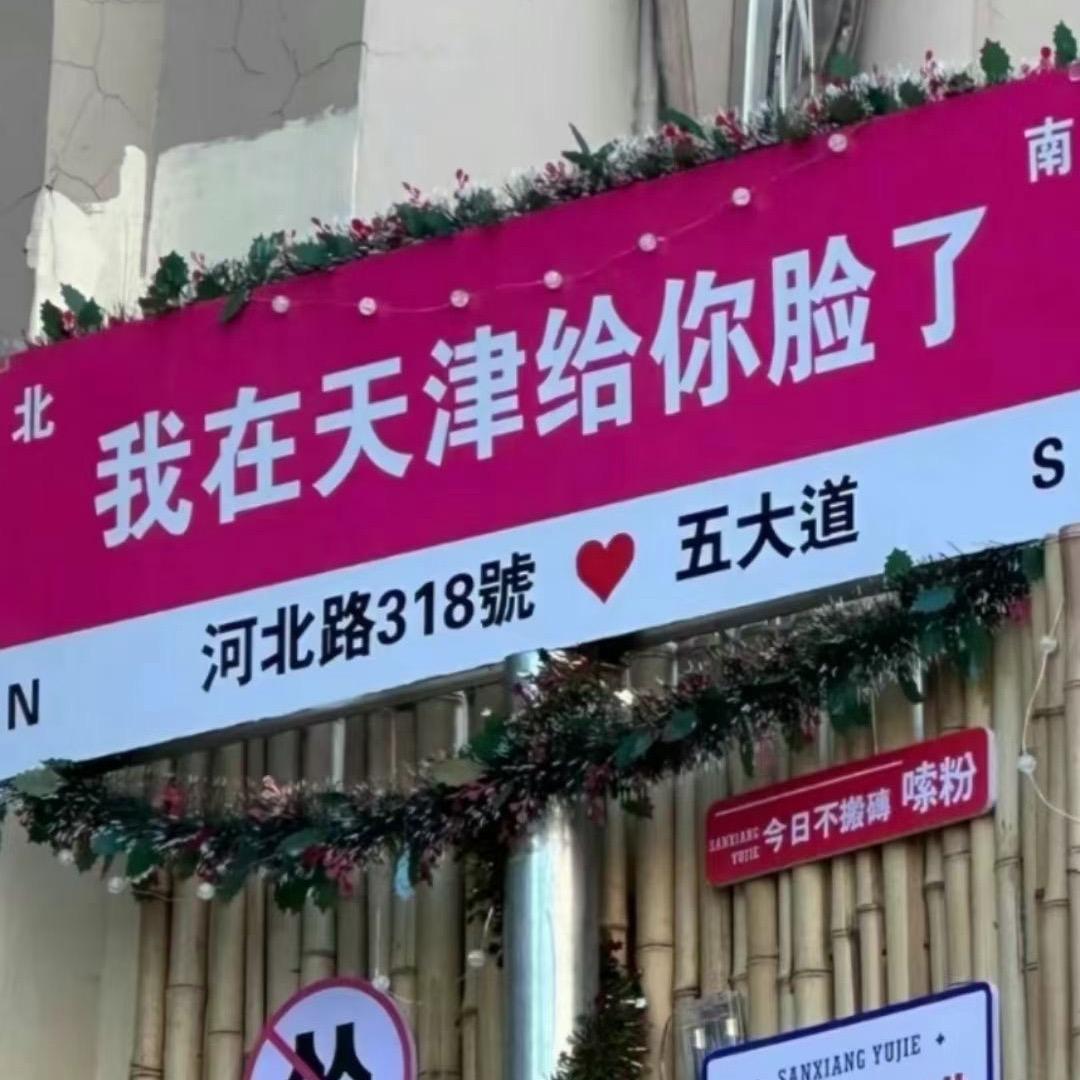 北 南
我在天津给你脸了
N 河北路318號 ❤ 五大道 S
SANXIANG YUJIE 今日不搬磚 嗦粉
SANXIANG YUJIE